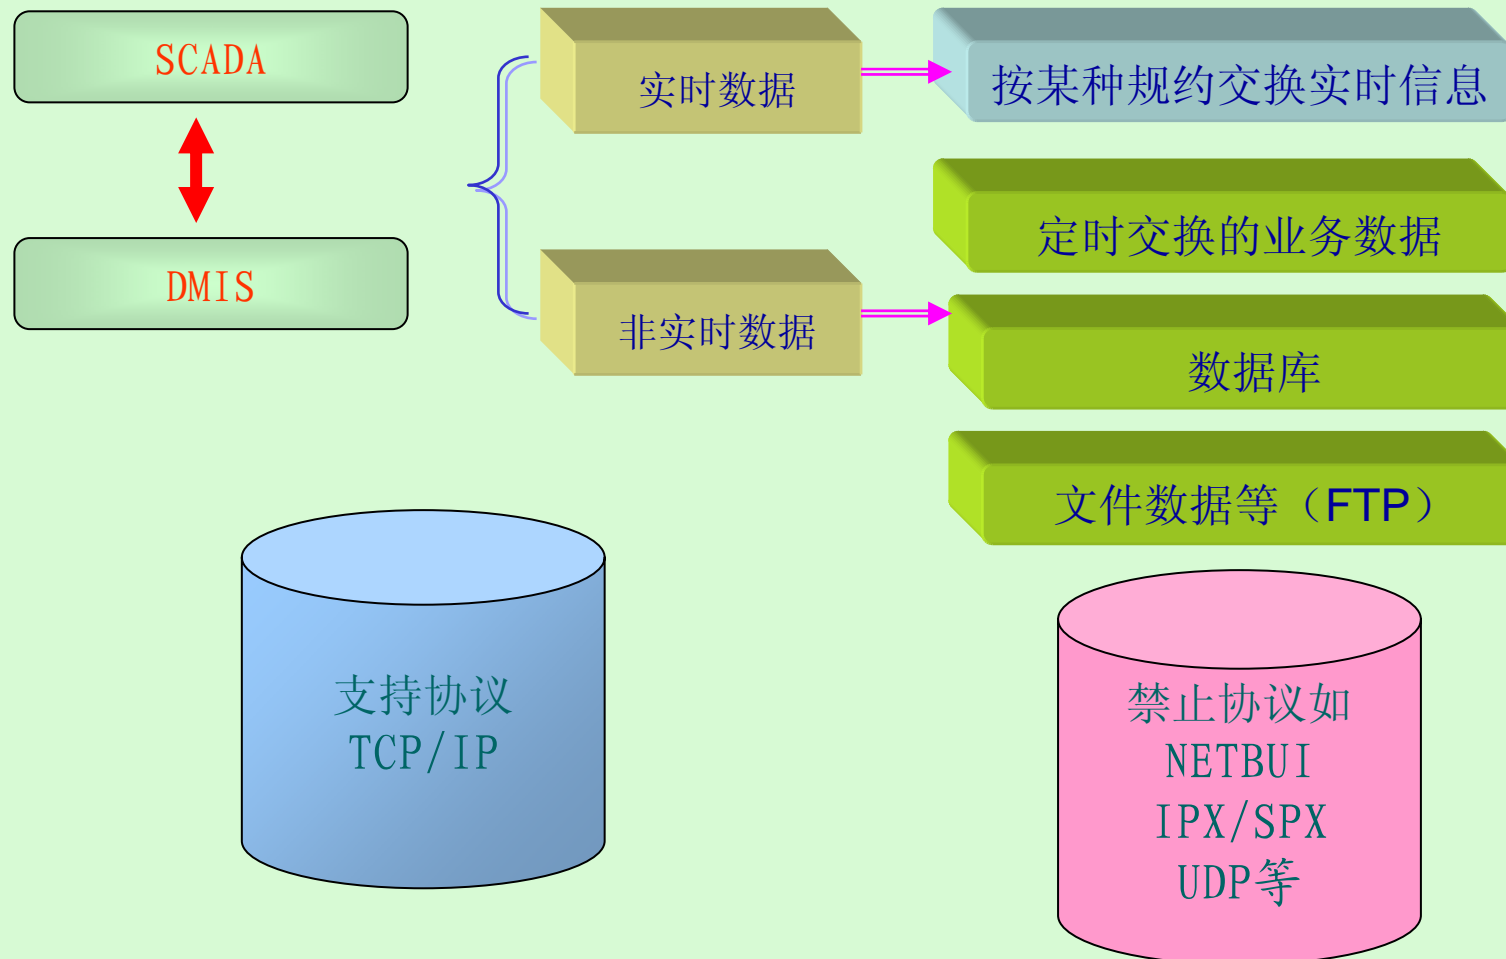 SCADA
DMIS
实时数据
非实时数据
按某种规约交换实时信息
定时交换的业务数据
数据库
文件数据等（FTP）
支持协议
TCP/IP
禁止协议如
NETBUI
IPX/SPX
UDP等